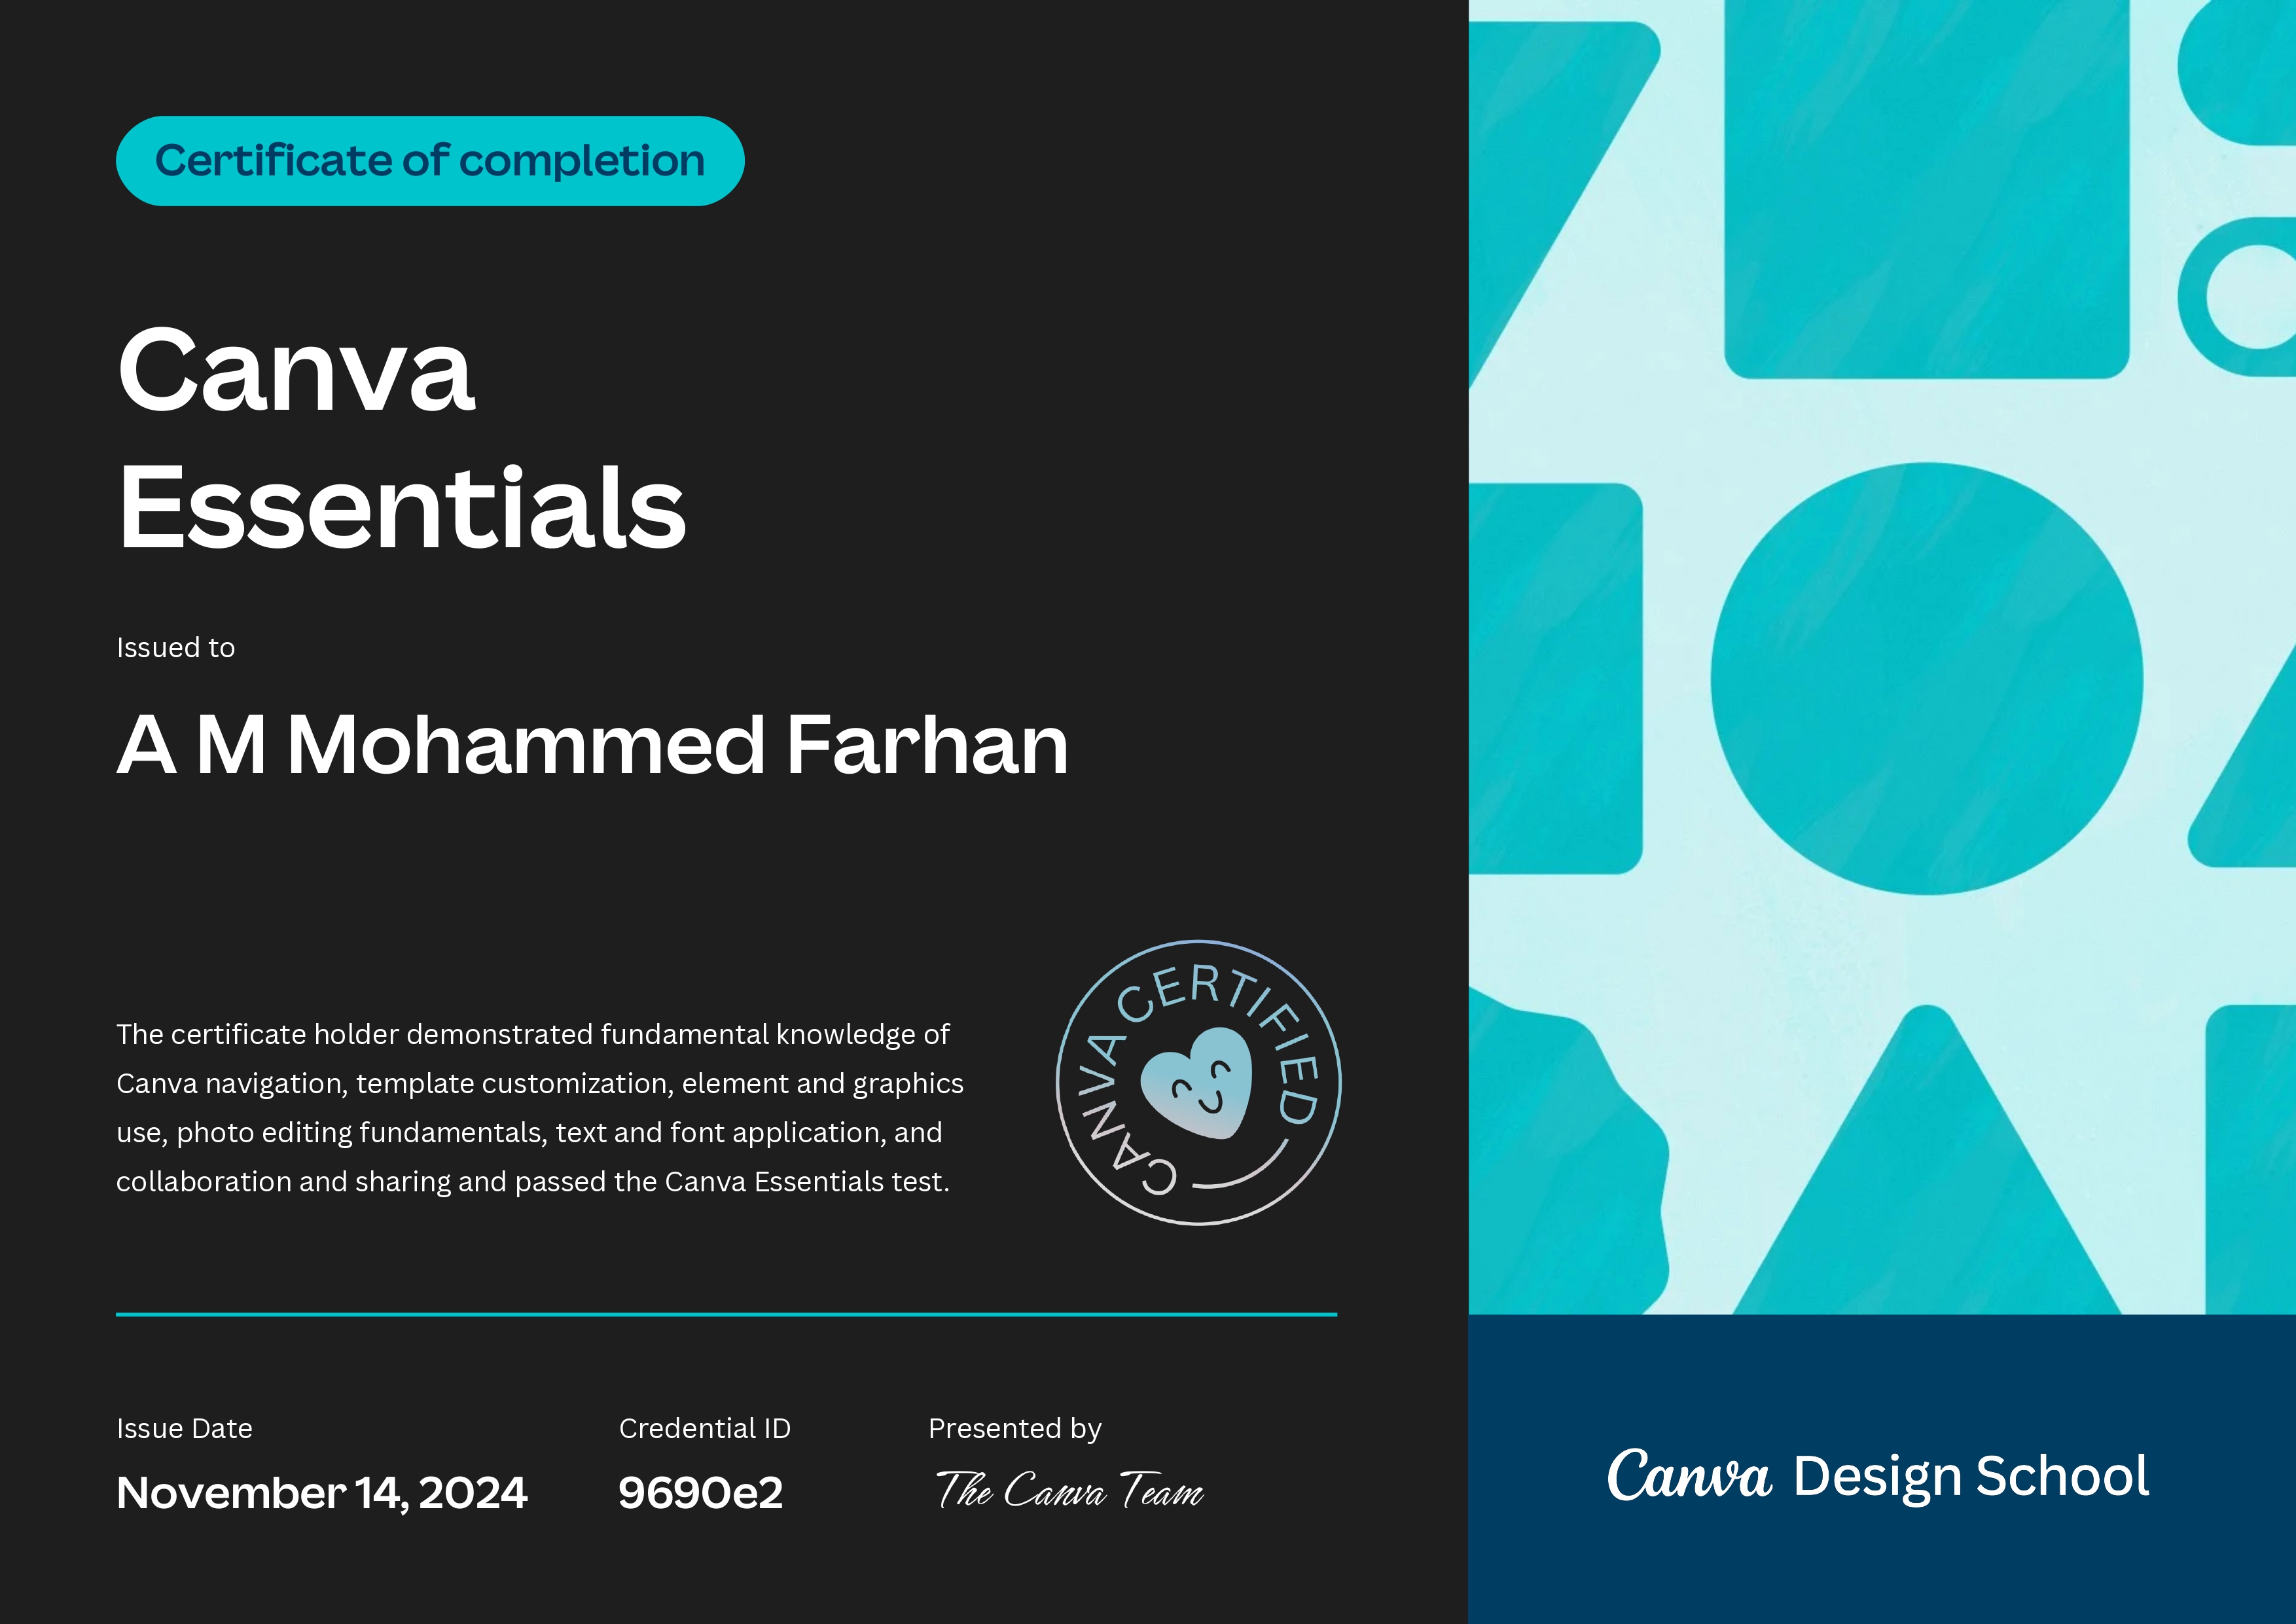 Certificate of completion
Canva
Essentials
Issued to
A M Mohammed Farhan
The certificate holder demonstrated fundamental knowledge of
Canva navigation, template customization, element and graphics
use, photo editing fundamentals, text and font application, and
collaboration and sharing and passed the Canva Essentials test.
CANVA CERTIFIED
Issue Date
November 14, 2024
Credential ID
9690e2
Presented by
The Canva Team
Canva Design School